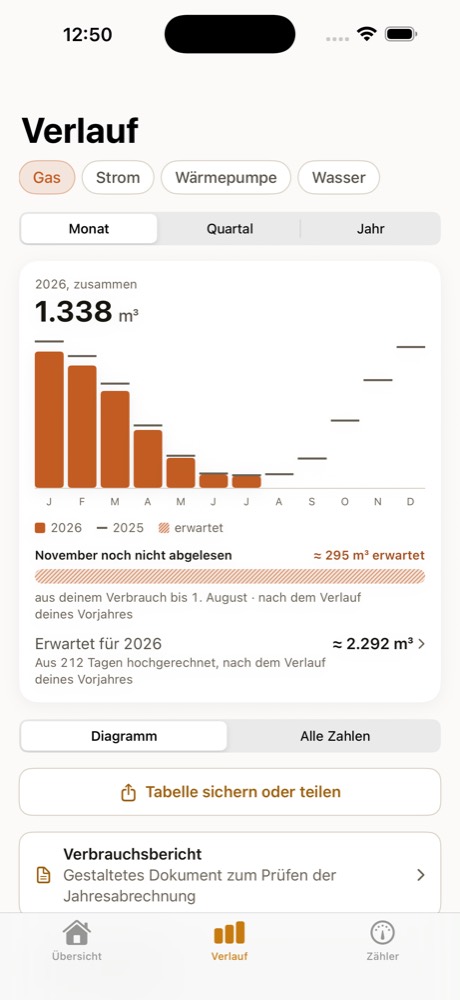 12:50
Verlauf
Gas
Strom
Wärmepumpe
Wasser
Monat
Quartal
Jahr
2026, zusammen
1.338 m³
J F M A M J J A S O N D
2026 2025 erwartet
November noch nicht abgelesen ≈ 295 m³ erwartet
aus deinem Verbrauch bis 1. August · nach dem Verlauf
deines Vorjahres
Erwartet für 2026 ≈ 2.292 m³
Aus 212 Tagen hochgerechnet, nach dem Verlauf
deines Vorjahres
Diagramm
Alle Zahlen
Tabelle sichern oder teilen
Verbrauchsbericht
Gestaltetes Dokument zum Prüfen der
Jahresabrechnung
Übersicht
Verlauf
Zähler